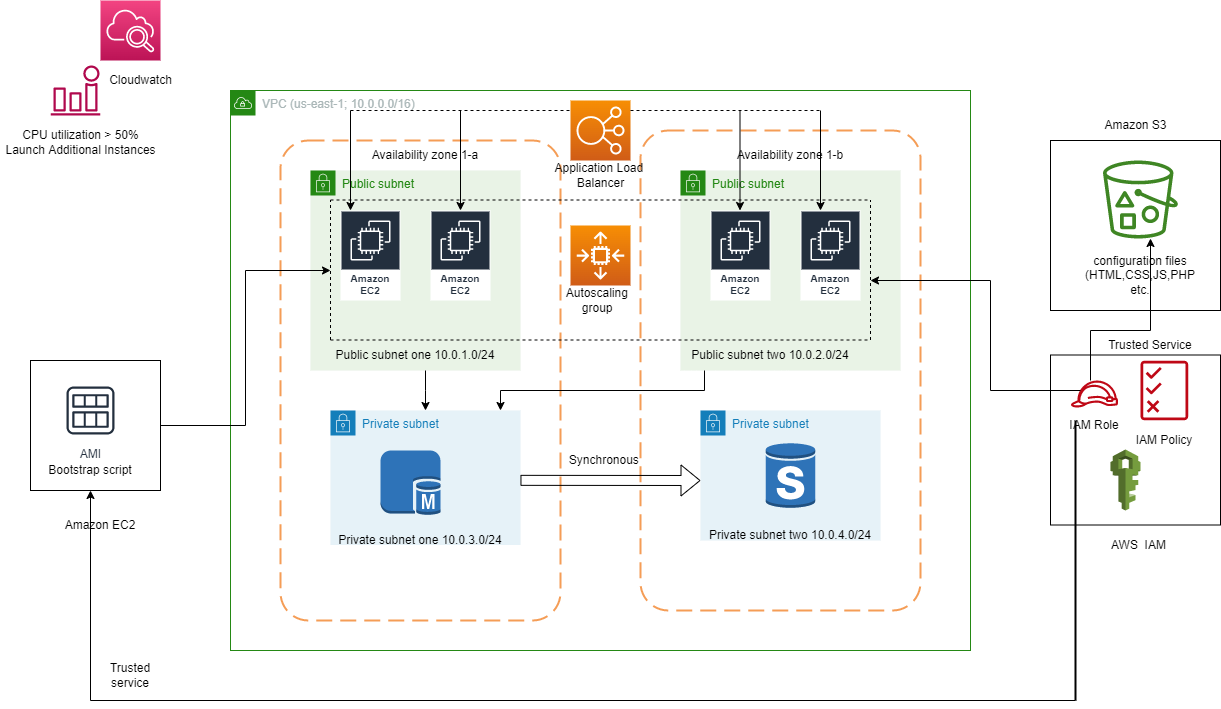 Cloudwatch
CPU utilization > 50%
Launch Additional Instances
VPC (us-east-1; 10.0.0.0/16)
Availability zone 1-a
Application Load
Balancer
Availability zone 1-b
Public subnet
Public subnet
Amazon
EC2
Amazon
EC2
Amazon
EC2
Amazon
EC2
Autoscaling
group
Public subnet one 10.0.1.0/24
Public subnet two 10.0.2.0/24
Amazon S3
configuration files
(HTML,CSS,JS,PHP
etc.
Trusted Service
IAM Role
IAM Policy
AWS IAM
AMI
Bootstrap script
Amazon EC2
Private subnet
M
Private subnet one 10.0.3.0/24
Synchronous
Private subnet
S
Private subnet two 10.0.4.0/24
Trusted
service